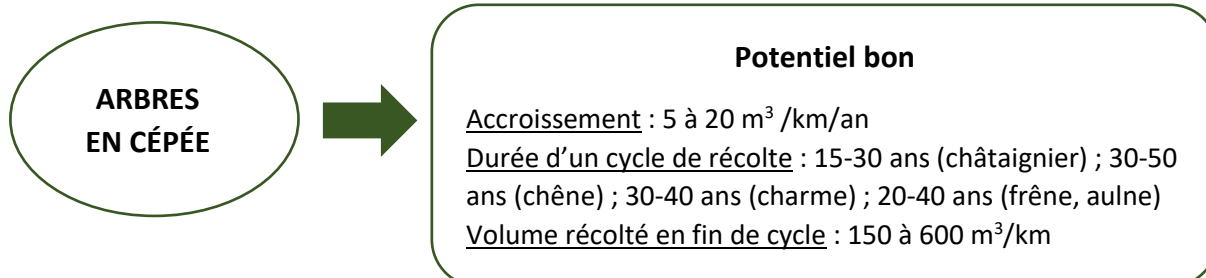 ARBRES
EN CÉPÉE
Potentiel bon
Accroissement : 5 à 20 m³ /km/an
Durée d’un cycle de récolte : 15-30 ans (châtaignier) ; 30-50
ans (chêne) ; 30-40 ans (charme) ; 20-40 ans (frêne, aulne)
Volume récolté en fin de cycle : 150 à 600 m³/km